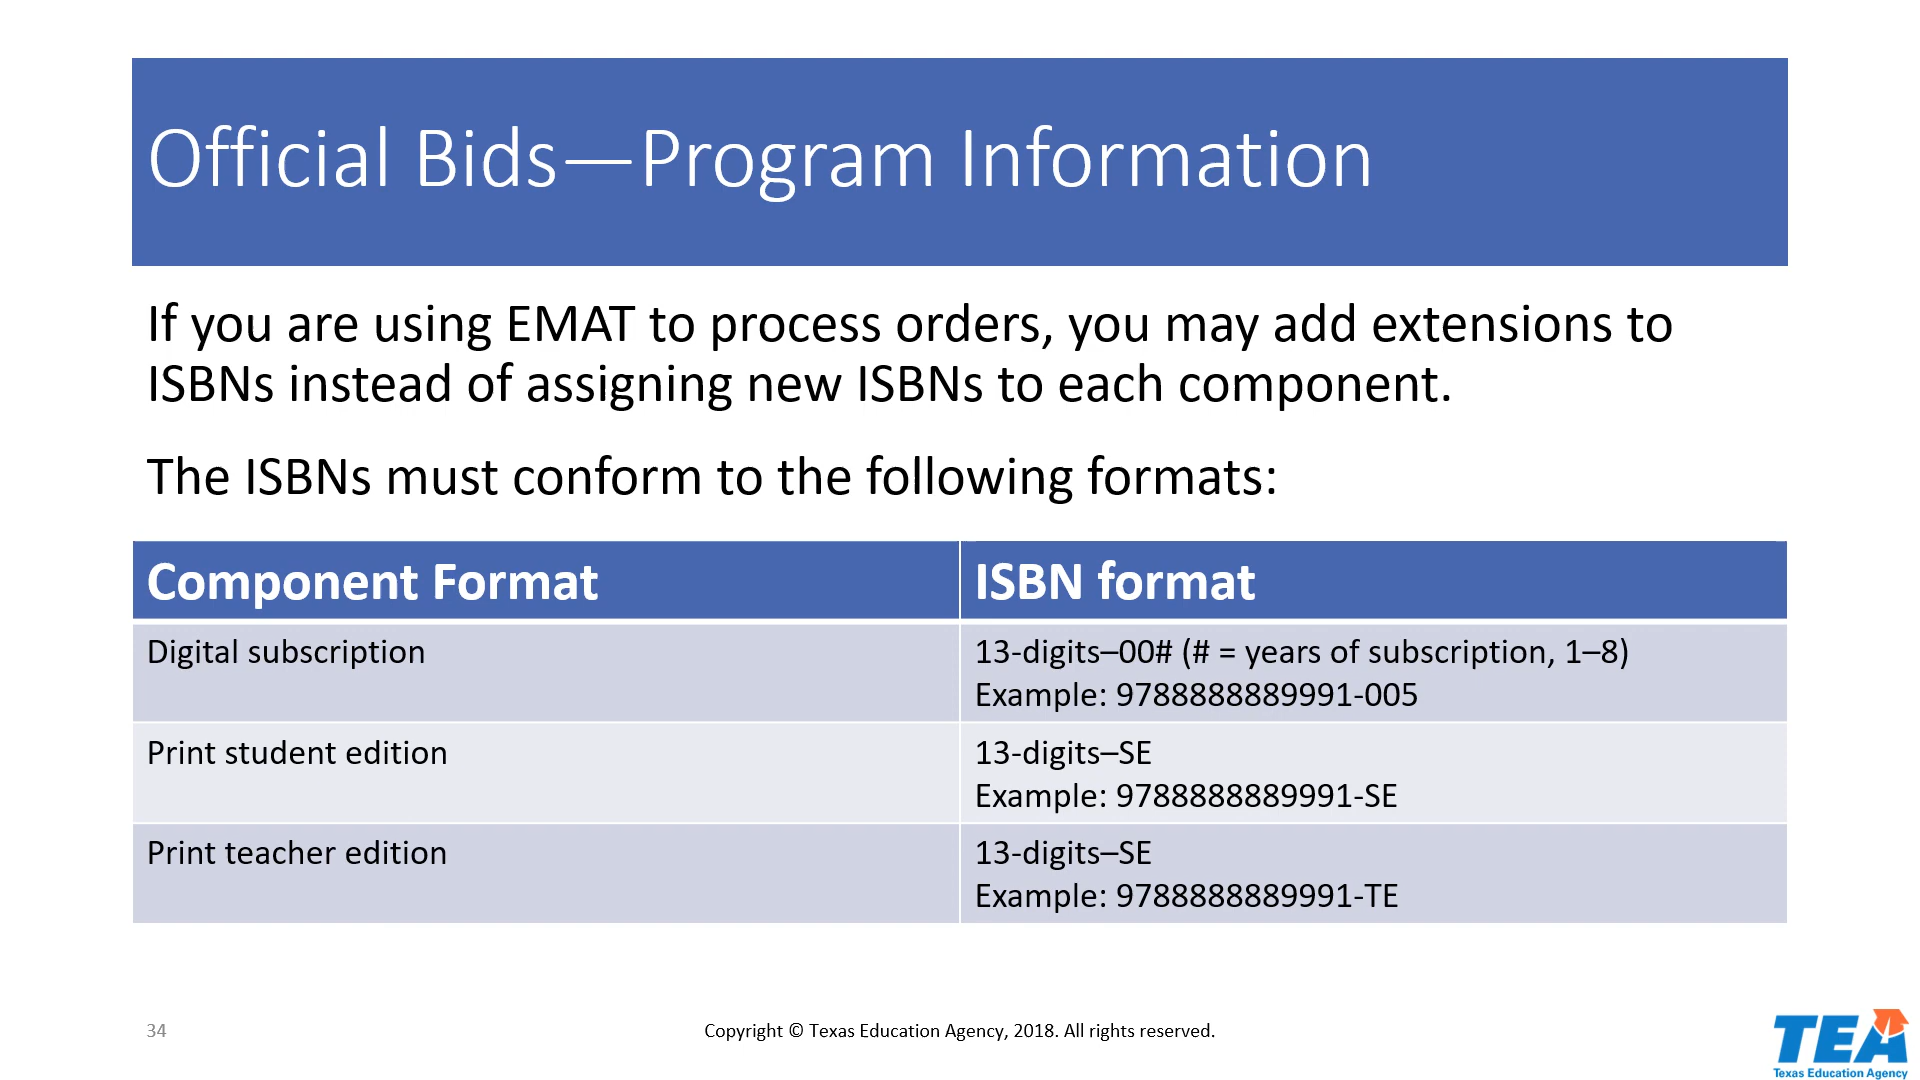 Official Bids—Program Information
If you are using EMAT to process orders, you may add extensions to
ISBNs instead of assigning new ISBNs to each component.
The ISBNs must conform to the following formats:
Component Format
ISBN format
Digital subscription
13-digits–00# (# = years of subscription, 1–8)
Example: 9788888889991-005
Print student edition
13-digits–SE
Example: 9788888889991-SE
Print teacher edition
13-digits–SE
Example: 9788888889991-TE
34
Copyright © Texas Education Agency, 2018. All rights reserved.
TEA
Texas Education Agency